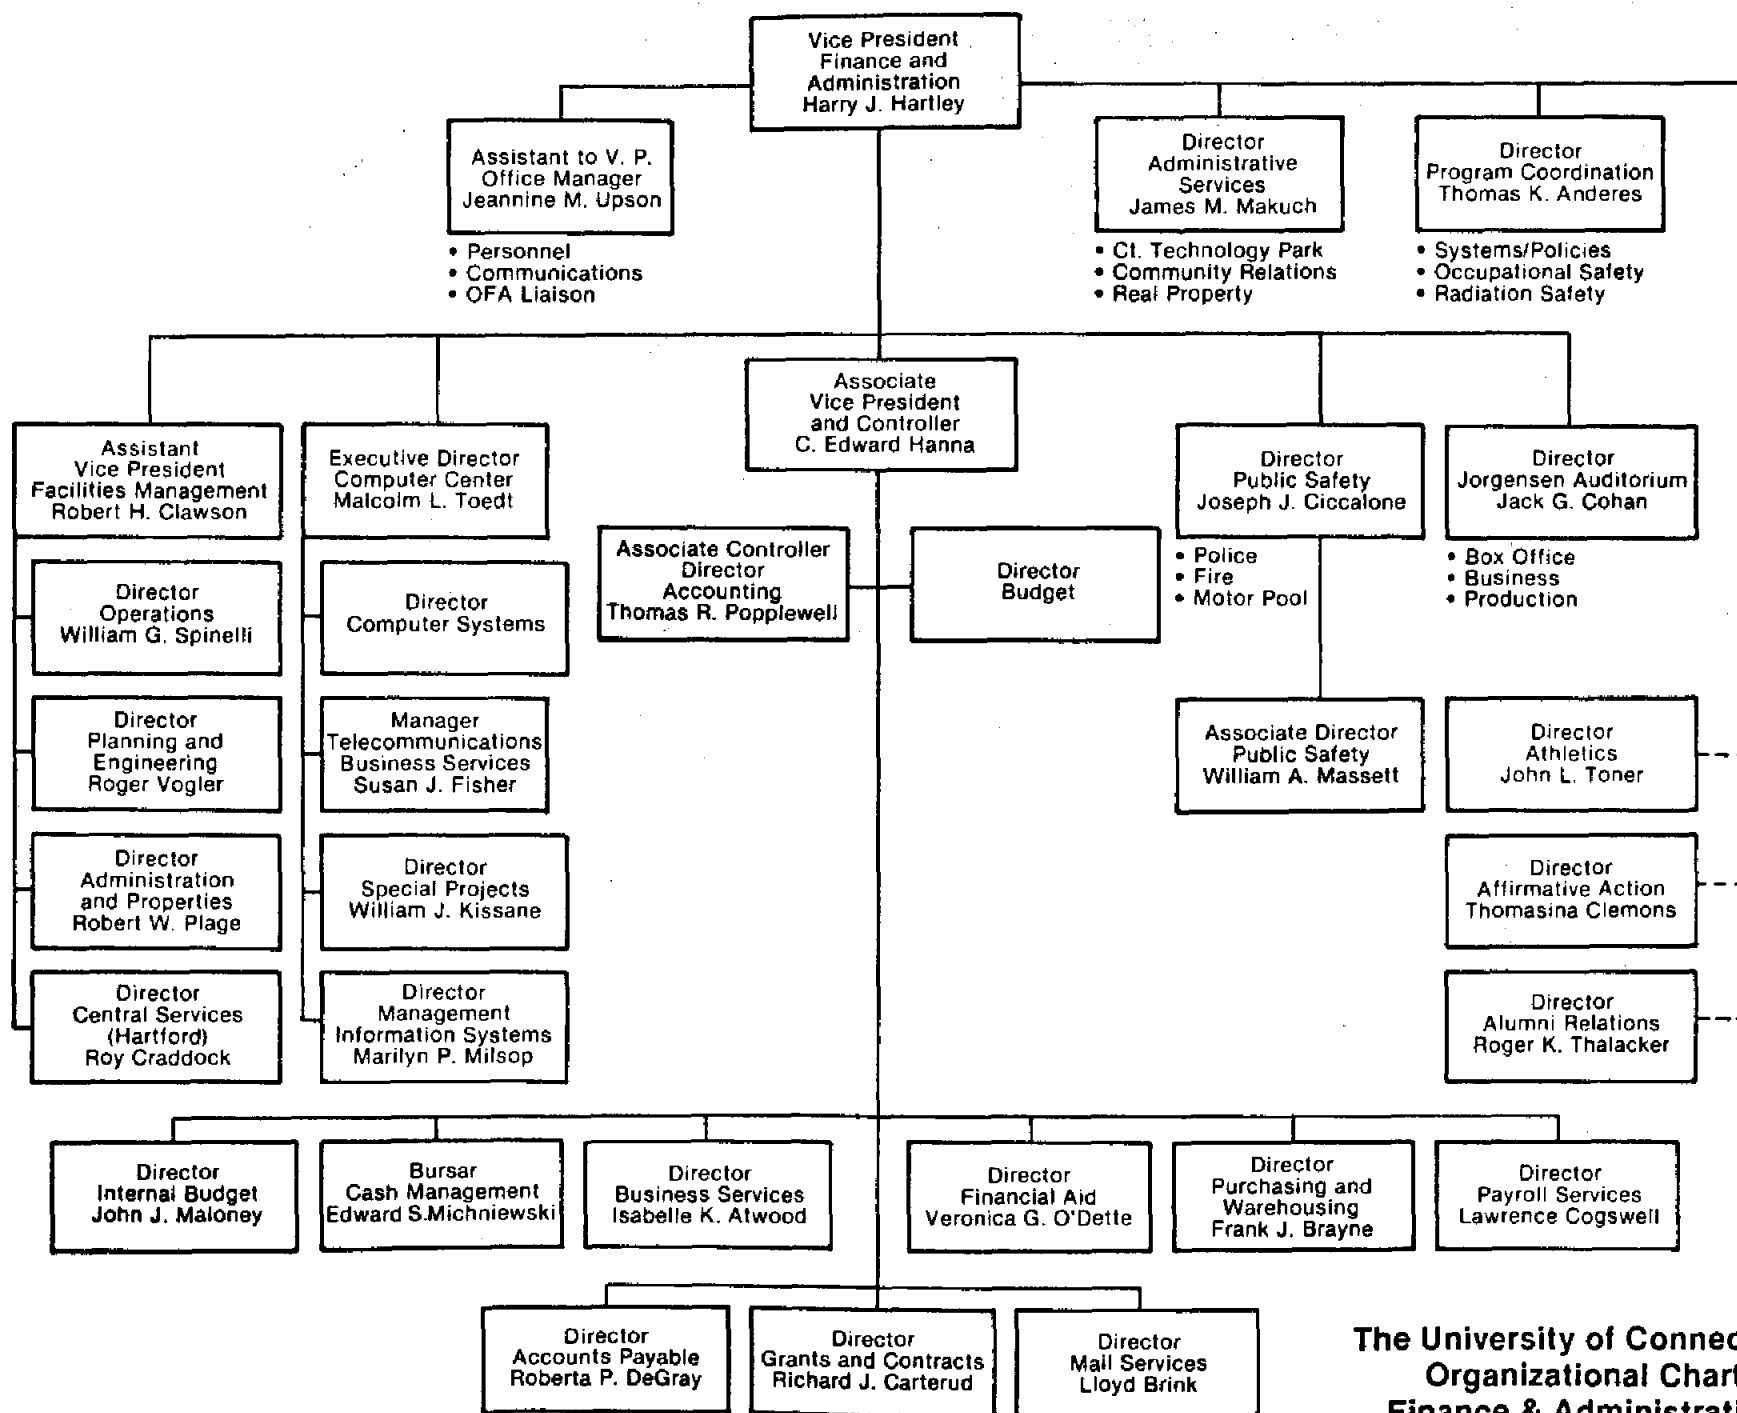 Vice President
Finance and
Administration
Harry J. Hartley
Assistant to V. P.
Office Manager
Jeannine M. Upson
• Personnel
• Communications
• OFA Liaison
Director
Administrative
Services
James M. Makuch
• Ct. Technology Park
• Community Relations
• Real Property
Director
Program Coordination
Thomas K. Anderes
• Systems/Policies
• Occupational Safety
• Radiation Safety
Associate
Vice President
and Controller
C. Edward Hanna
Assistant
Vice President
Facilities Management
Robert H. Clawson
Executive Director
Computer Center
Malcolm L. Toedt
Director
Public Safety
Joseph J. Ciccalone
• Police
• Fire
• Motor Pool
Director
Jorgensen Auditorium
Jack G. Cohan
• Box Office
• Business
• Production
Associate Controller
Director
Accounting
Thomas R. Popplewell
Director
Budget
Director
Operations
William G. Spinelli
Director
Computer Systems
Director
Planning and
Engineering
Roger Vogler
Manager
Telecommunications
Business Services
Susan J. Fisher
Associate Director
Public Safety
William A. Massett
Director
Athletics
John L. Toner
Director
Administration
and Properties
Robert W. Plage
Director
Special Projects
William J. Kissane
Director
Affirmative Action
Thomasina Clemons
Director
Central Services
(Hartford)
Roy Craddock
Director
Management
Information Systems
Marilyn P. Milsop
Director
Alumni Relations
Roger K. Thalacker
Director
Internal Budget
John J. Maloney
Bursar
Cash Management
Edward S.Michniewski
Director
Business Services
Isabelle K. Atwood
Director
Financial Aid
Veronica G. O'Dette
Director
Purchasing and
Warehousing
Frank J. Brayne
Director
Payroll Services
Lawrence Cogswell
Director
Accounts Payable
Roberta P. DeGray
Director
Grants and Contracts
Richard J. Carterud
Director
Mail Services
Lloyd Brink
The University of Connec
Organizational Chart
Finance & Administrati